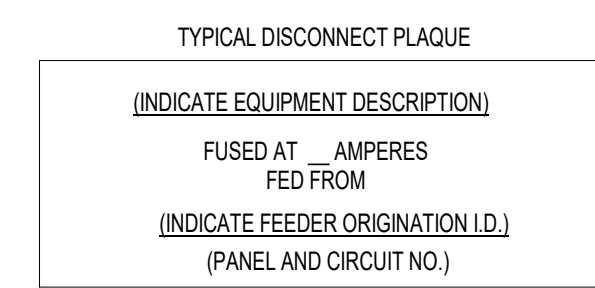 TYPICAL DISCONNECT PLAQUE
(INDICATE EQUIPMENT DESCRIPTION)
FUSED AT __ AMPERES
FED FROM
(INDICATE FEEDER ORIGINATION I.D.)
(PANEL AND CIRCUIT NO.)